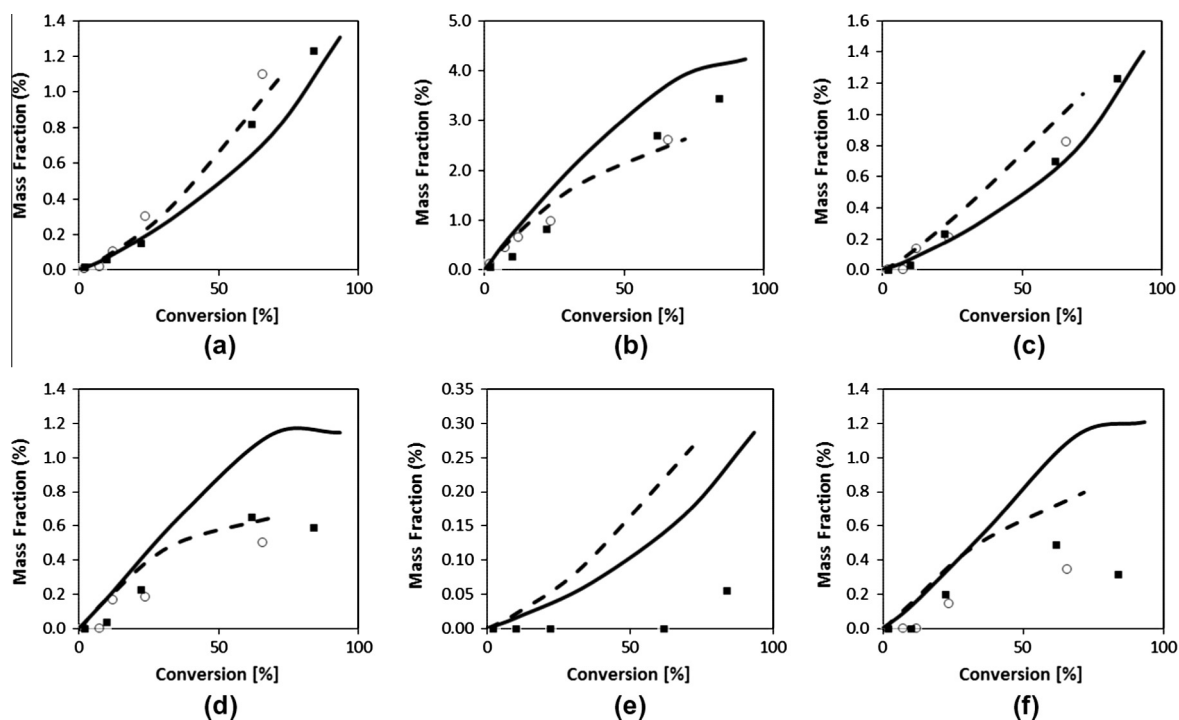 1.4
1.2
1.0
0.8
0.6
0.4
0.2
0.0
Mass Fraction (%)
0 50 100
Conversion [%]
(a)
5.0
4.0
3.0
2.0
1.0
0.0
Mass Fraction (%)
0 50 100
Conversion [%]
(b)
1.6
1.4
1.2
1.0
0.8
0.6
0.4
0.2
0.0
Mass Fraction (%)
0 50 100
Conversion [%]
(c)
1.4
1.2
1.0
0.8
0.6
0.4
0.2
0.0
Mass Fraction (%)
0 50 100
Conversion [%]
(d)
0.35
0.30
0.25
0.20
0.15
0.10
0.05
0.00
Mass Fraction (%)
0 50 100
Conversion [%]
(e)
1.4
1.2
1.0
0.8
0.6
0.4
0.2
0.0
Mass Fraction (%)
0 50 100
Conversion [%]
(f)